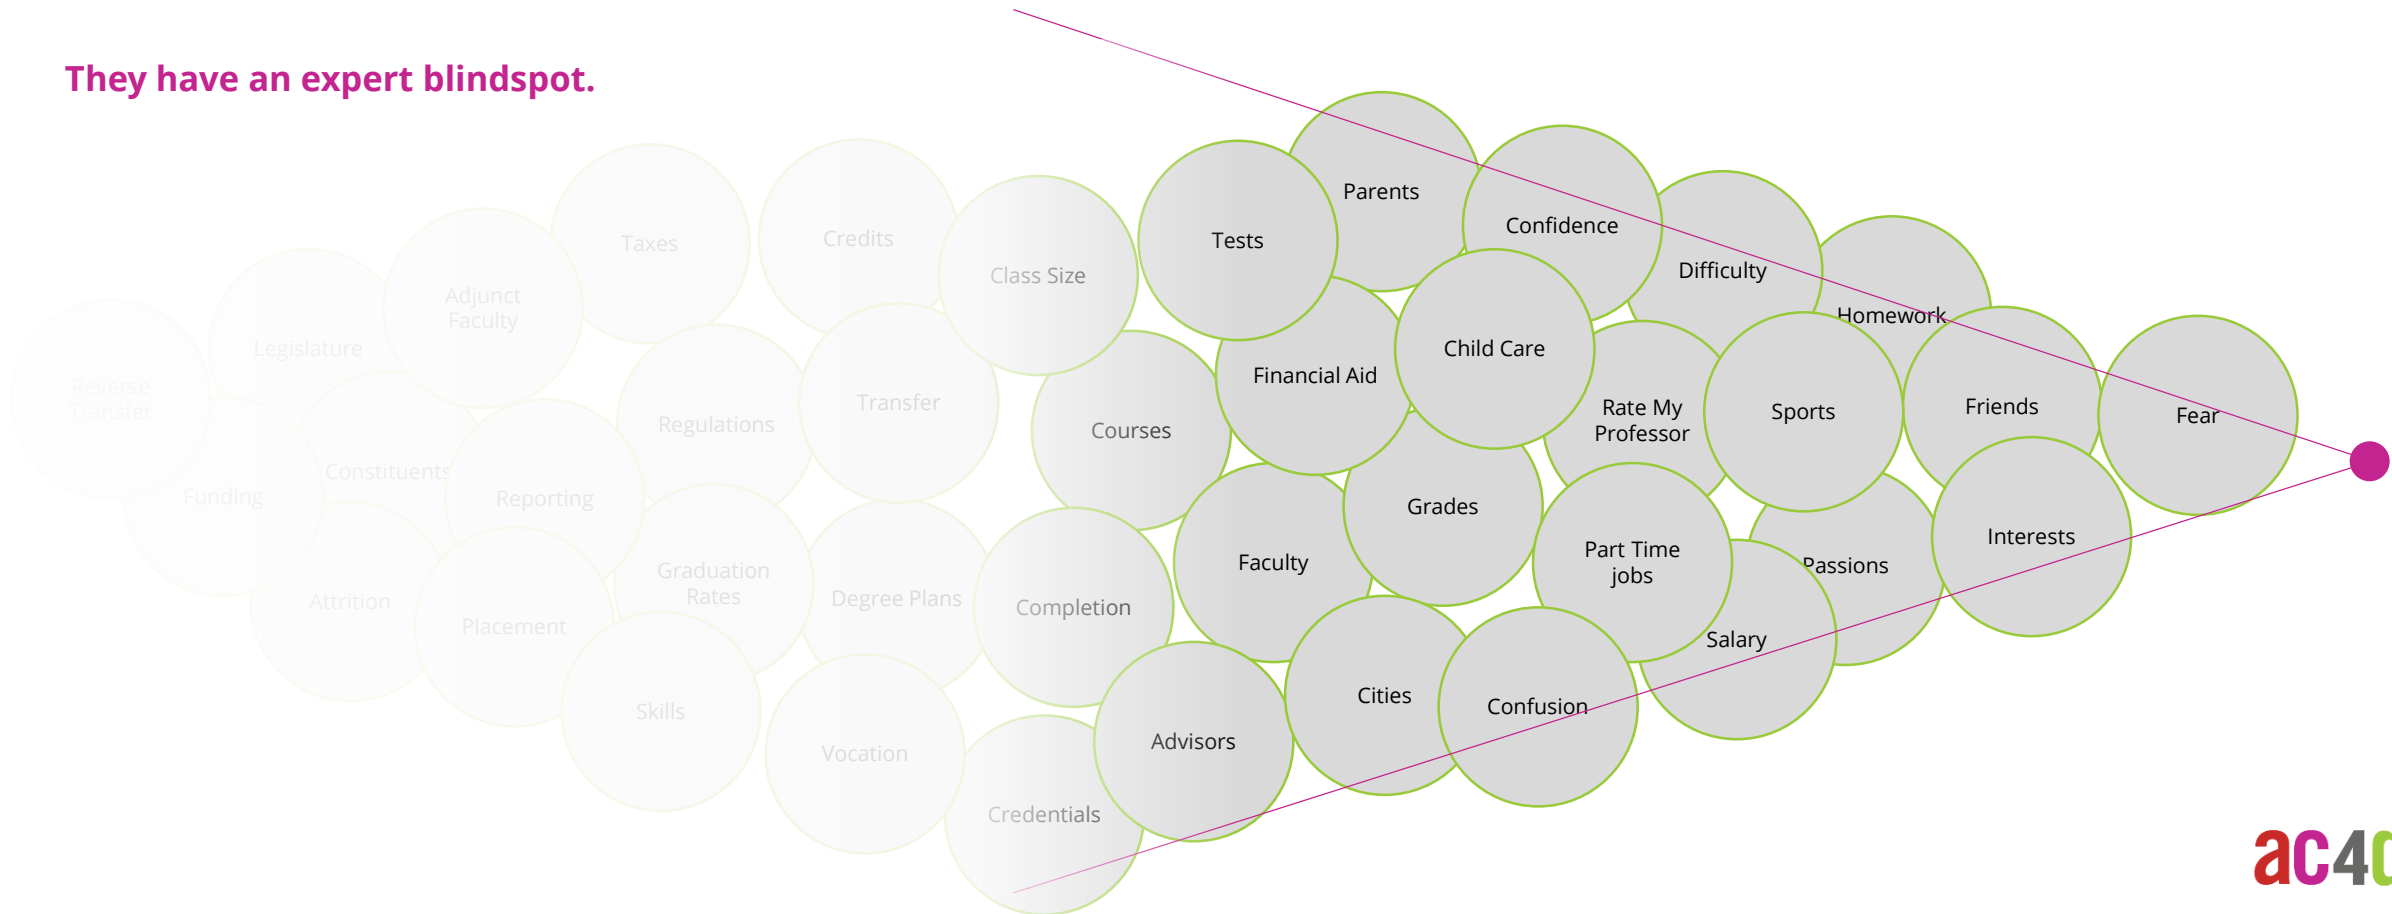 They have an expert blindspot.
Reverse
Transfer
Legislature
Funding
Constituents
Attrition
Adjunct
Faculty
Reporting
Placement
Taxes
Regulations
Graduation
Rates
Skills
Credits
Transfer
Degree Plans
Vocation
Class Size
Courses
Completion
Credentials
Tests
Financial Aid
Faculty
Advisors
Parents
Child Care
Grades
Cities
Confidence
Rate My
Professor
Part Time
jobs
Confusion
Difficulty
Sports
Salary
Homework
Friends
Passions
Interests
Fear
ac4d